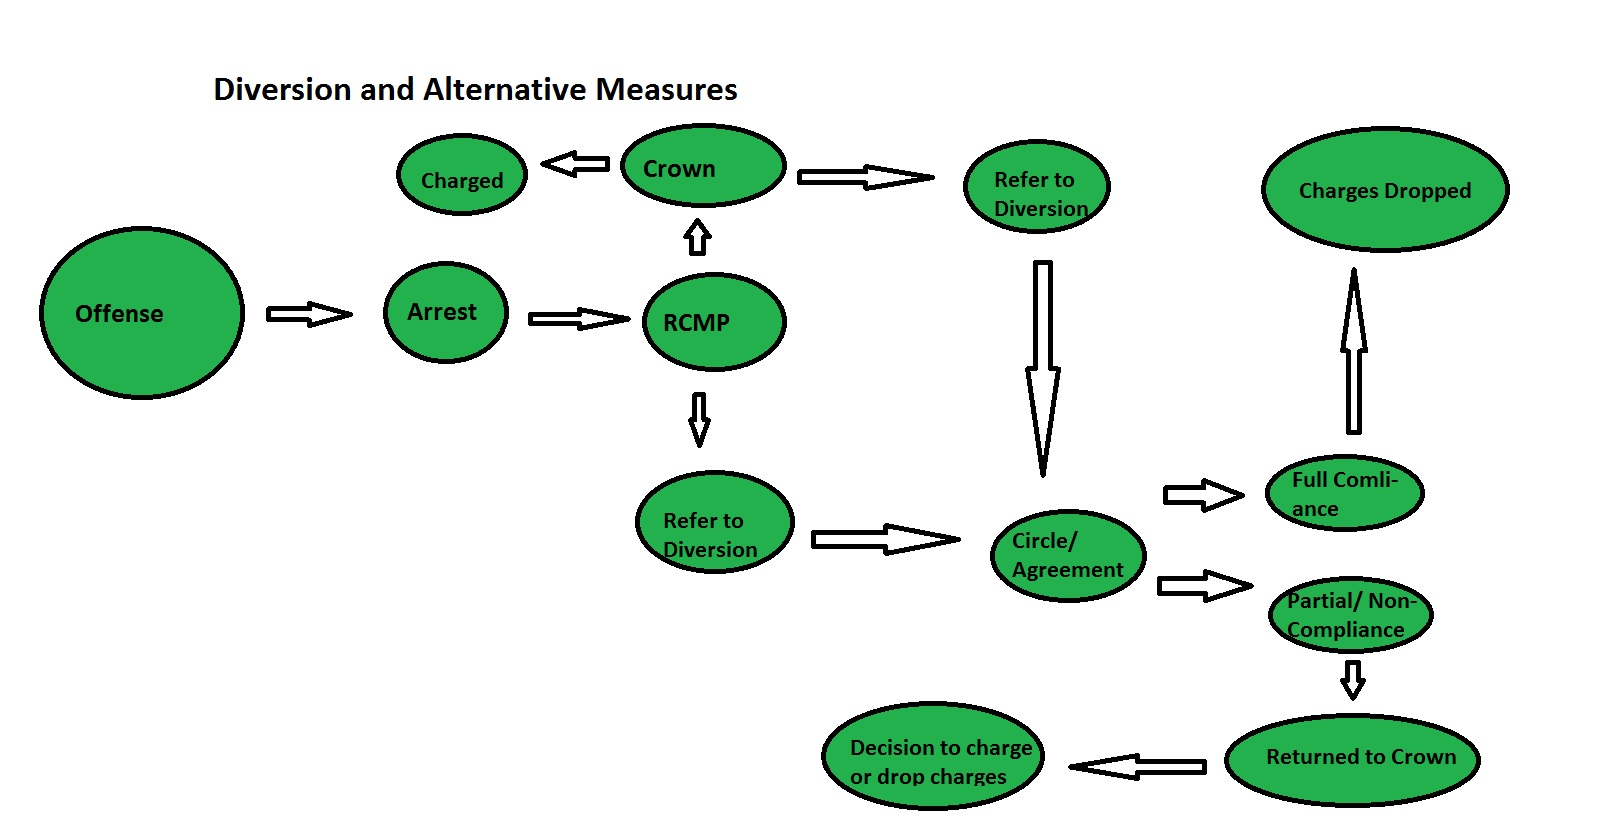 Diversion and Alternative Measures
Charged
Crown
Refer to
Diversion
Charges Dropped
Offense
Arrest
RCMP
Refer to
Diversion
Circle/
Agreement
Full Comli-
ance
Partial/ Non-
Compliance
Decision to charge
or drop charges
Returned to Crown